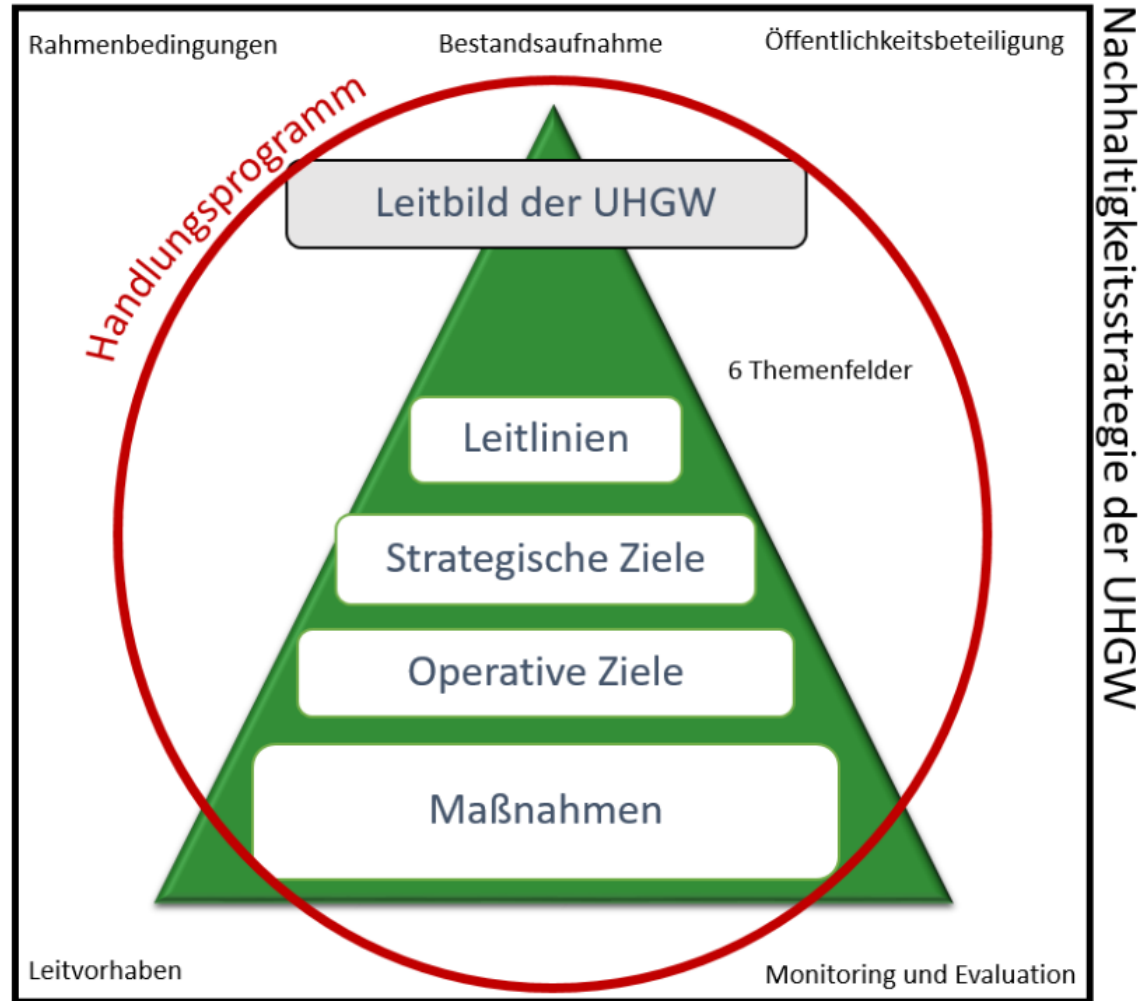 Rahmenbedingungen
Bestandsaufnahme
Öffentlichkeitsbeteiligung
Handlungsprogramm
Leitbild der UHGW
6 Themenfelder
Leitlinien
Strategische Ziele
Operative Ziele
Maßnahmen
Leitvorhaben
Monitoring und Evaluation
Nachhaltigkeitsstrategie der UHGW